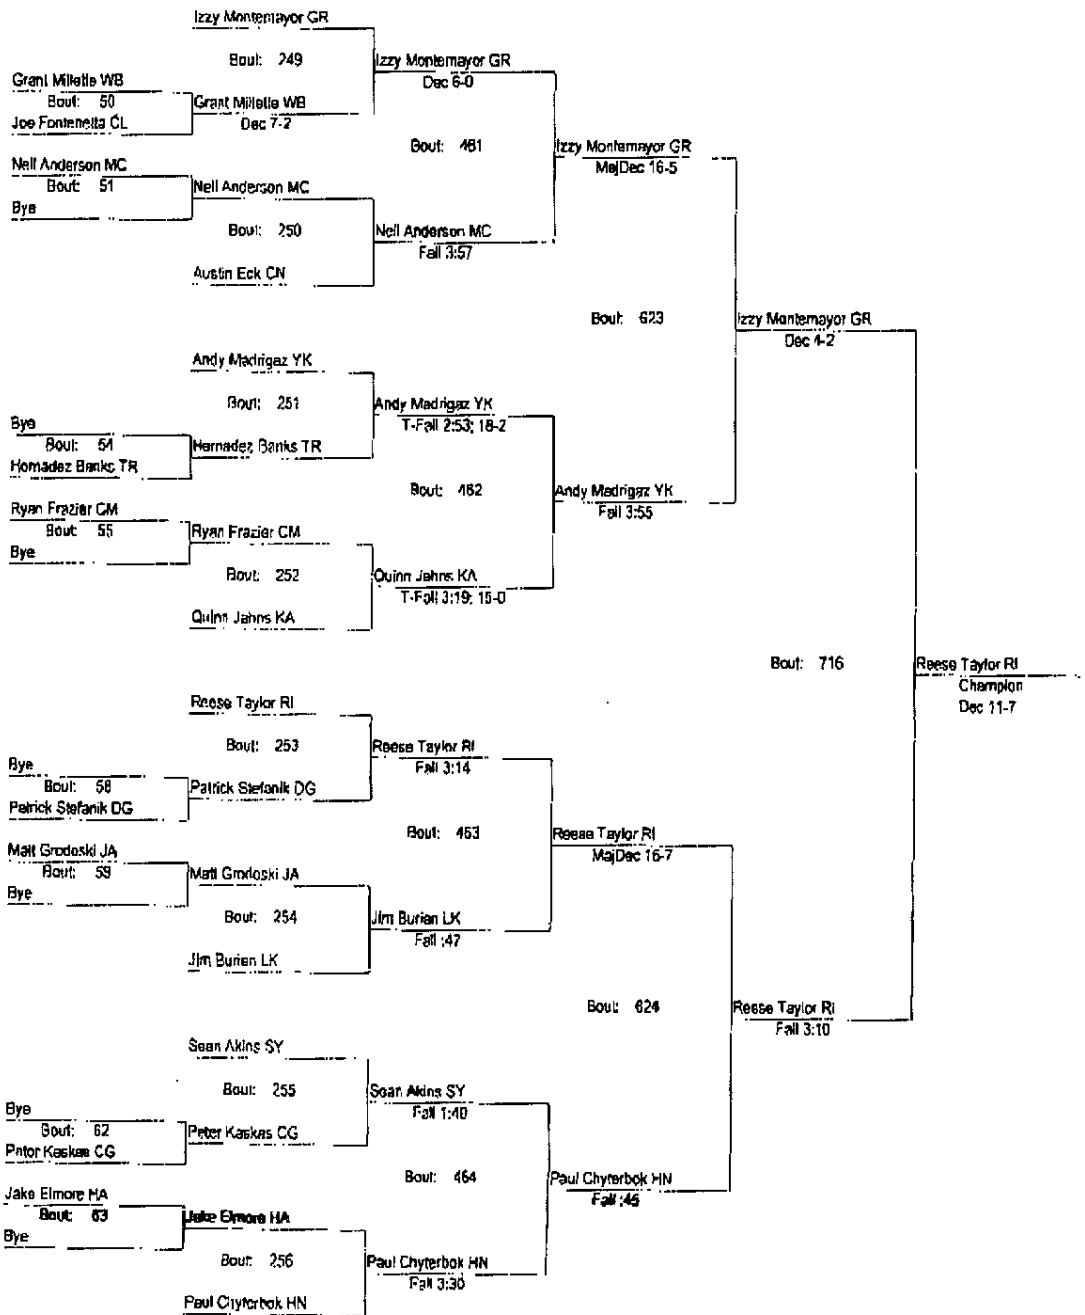 Izzy Montemayor GR
Bout: 249
Izzy Montemayor GR
Dec 6-0
Grant Millette WB
Bout: 50
Grant Millette WB
Joe Fontenetta CL
Dec 7-2
Bout: 461
Izzy Montemayor GR
MajDec 16-5
Neil Anderson MC
Bout: 51
Neil Anderson MC
Bye
Bout: 250
Neil Anderson MC
Fall 3:57
Austin Eck CN
Bout: 623
Izzy Montemayor GR
Dec 4-2
Andy Madrigaz YK
Bout: 251
Andy Madrigaz YK
T-Fall 2:53; 18-2
Bye
Bout: 54
Hernadez Banks TR
Hernadez Banks TR
Bout: 462
Andy Madrigaz YK
Fall 3:55
Ryan Frazier CM
Bout: 55
Ryan Frazier CM
Bye
Bout: 252
Quinn Jahns KA
T-Fall 3:19; 15-0
Quinn Jahns KA
Bout: 716
Reese Taylor RI
Champion
Dec 11-7
Reese Taylor RI
Bout: 253
Reese Taylor RI
Fall 3:14
Bye
Bout: 58
Patrick Stefanik DG
Patrick Stefanik DG
Bout: 463
Reese Taylor RI
MajDec 16-7
Matt Grodoski JA
Bout: 59
Matt Grodoski JA
Bye
Bout: 254
Jim Burian LK
Fall :47
Jim Burian LK
Bout: 624
Reese Taylor RI
Fall 3:10
Sean Akins SY
Bout: 255
Sean Akins SY
Fall 1:40
Bye
Bout: 62
Peter Kaskas CG
Peter Kaskas CG
Bout: 464
Paul Chyterbok HN
Fall :45
Jake Elmore HA
Bout: 63
Jake Elmore HA
Bye
Bout: 256
Paul Chyterbok HN
Fall 3:30
Paul Chyterbok HN